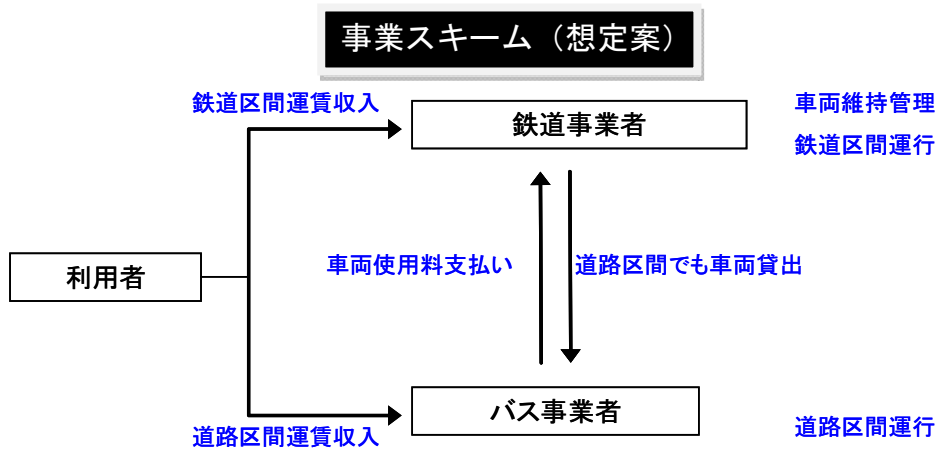 事業スキーム（想定案）
鉄道区間運賃収入
鉄道事業者
車両維持管理
鉄道区間運行
利用者
車両使用料支払い
道路区間でも車両貸出
バス事業者
道路区間運賃収入
道路区間運行